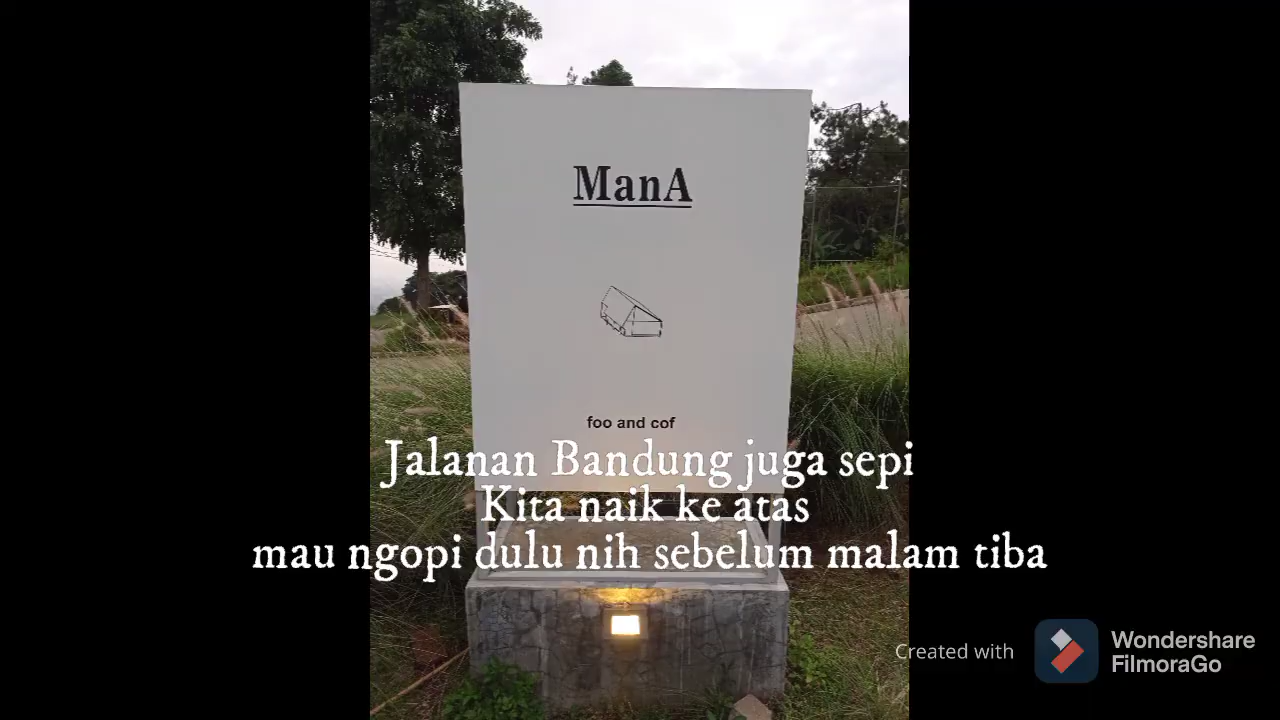 ManA
foo and cof
Jalanan Bandung juga sepi
Kita naik ke atas
mau ngopi dulu nih sebelum malam tiba
Created with
Wondershare
FilmoraGo